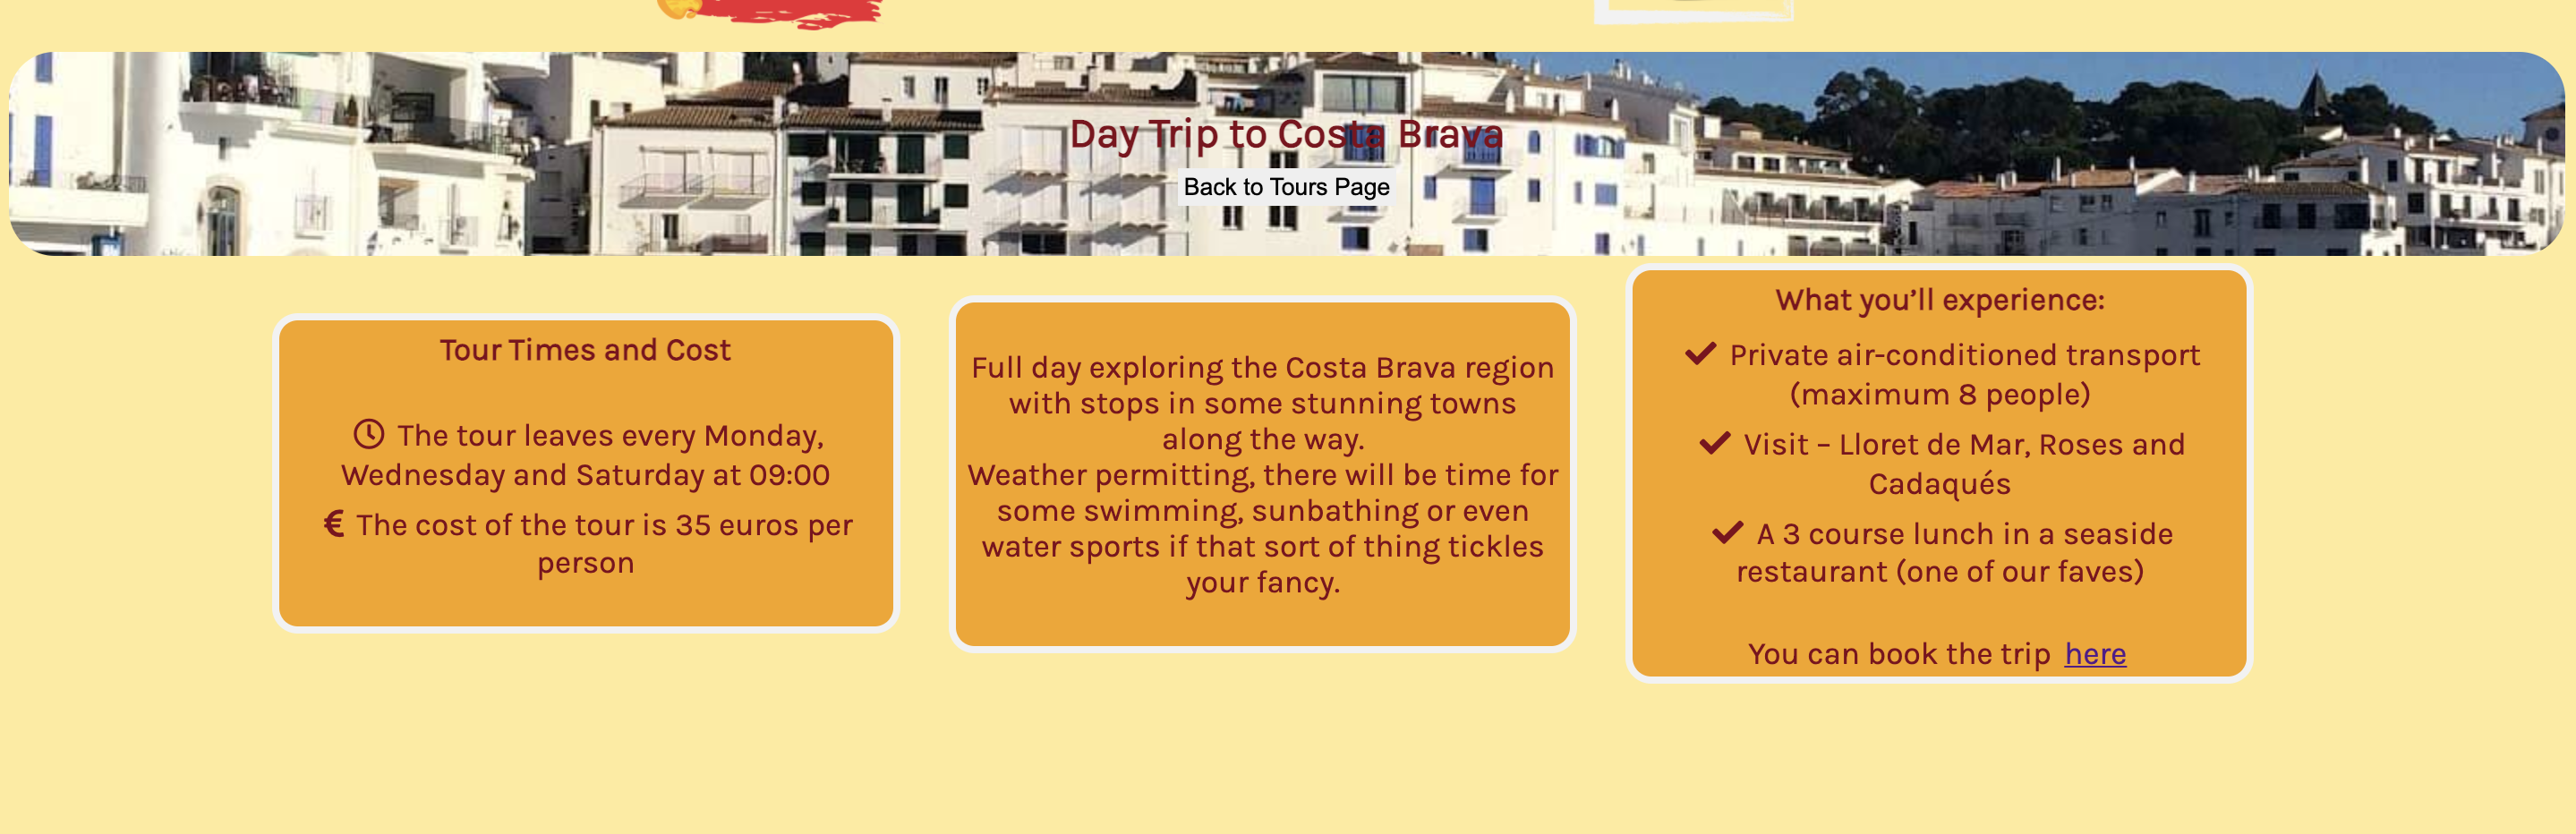 Day Trip to Costa Brava
Back to Tours Page
Tour Times and Cost
The tour leaves every Monday,
Wednesday and Saturday at 09:00
€ The cost of the tour is 35 euros per
person
Full day exploring the Costa Brava region
with stops in some stunning towns
along the way.
Weather permitting, there will be time for
some swimming, sunbathing or even
water sports if that sort of thing tickles
your fancy.
What you’ll experience:
Private air-conditioned transport
(maximum 8 people)
Visit – Lloret de Mar, Roses and
Cadaqués
A 3 course lunch in a seaside
restaurant (one of our faves)
You can book the trip here